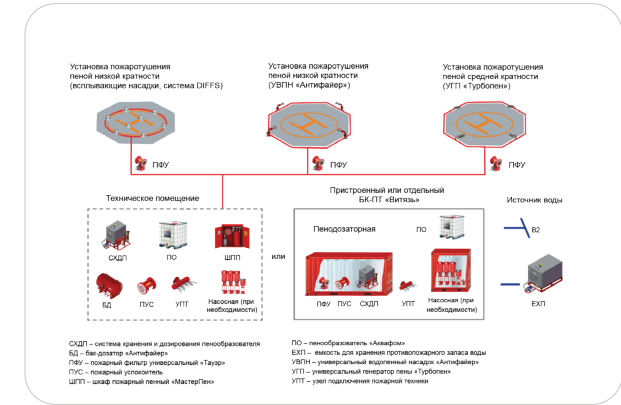 Установка пожаротушения
пеной низкой кратности
(всплывающие насадки, система DIFFS)
Установка пожаротушения
пеной низкой кратности
(УВПН «Антифайер»)
Установка пожаротушения
пеной средней кратности
(УГП «Турбопен»)
ПФУ
ПФУ
ПФУ
Техническое помещение
СХДП
ПО
ШПП
БД
ПУС
УПТ
Насосная (при
необходимости)
или
Пристроенный или отдельный
БК-ПТ «Витязь»
Пенодозаторная
ПО
ПФУ
ПУС
СХДП
УПТ
Насосная (при
необходимости)
Источник воды
В2
ЕХП
СХДП – система хранения и дозирования пенообразователя
БД – бак-дозатор «Антифайер»
ПФУ – пожарный фильтр универсальный «Тауэр»
ПУС – пожарный успокоитель
ШПП – шкаф пожарный пенный «МастерПен»
ПО – пенообразователь «Аквафом»
ЕХП – емкость для хранения противопожарного запаса воды
УВПН –универсальный водопенный насадок «Антифайер»
УГП – универсальный генератор пены «Турбопен»
УПТ – узел подключения пожарной техники